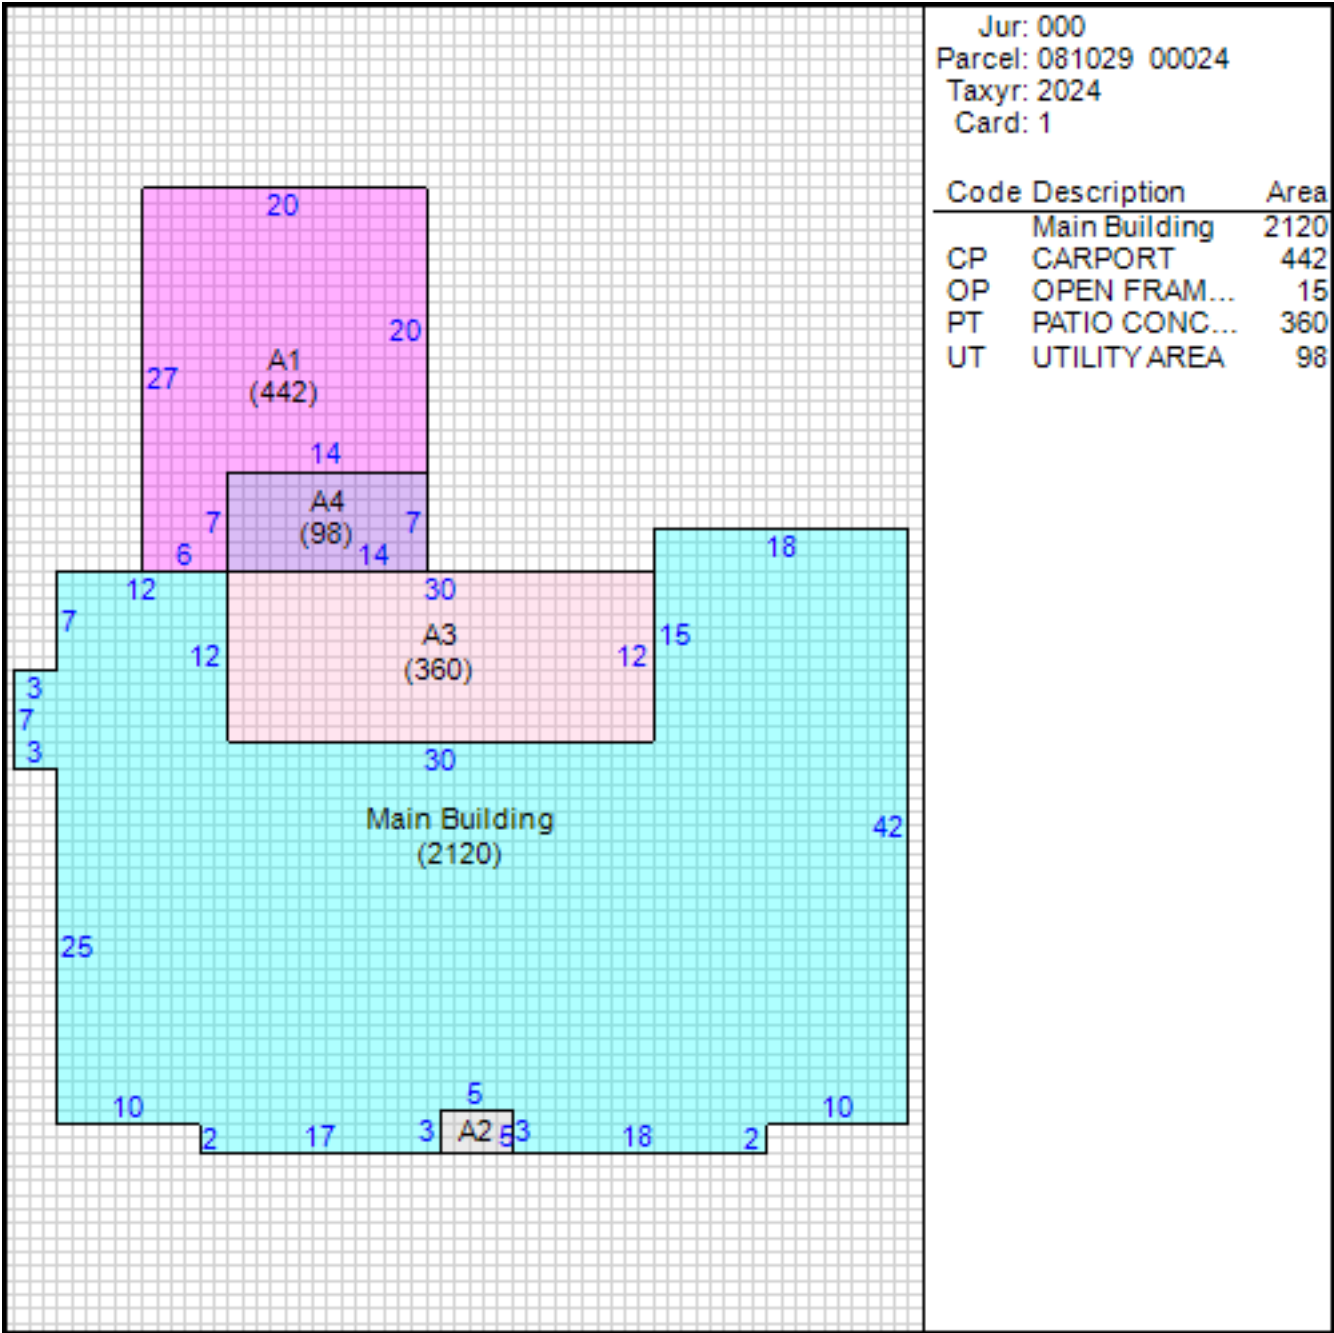 Jur: 000
Parcel: 081029 00024
Taxyr: 2024
Card: 1
Code Description Area
Main Building 2120
CP CARPORT 442
OP OPEN FRAM... 15
PT PATIO CONC... 360
UT UTILITY AREA 98
20
20
A1
27
(442)
14
A4
7 7
(98)
6 14
18
12 30
7
A3
15
12 12
(360)
3
7
3
30
Main Building
42
(2120)
25
5
10 10
2 17 3 A2 5 3 18 2